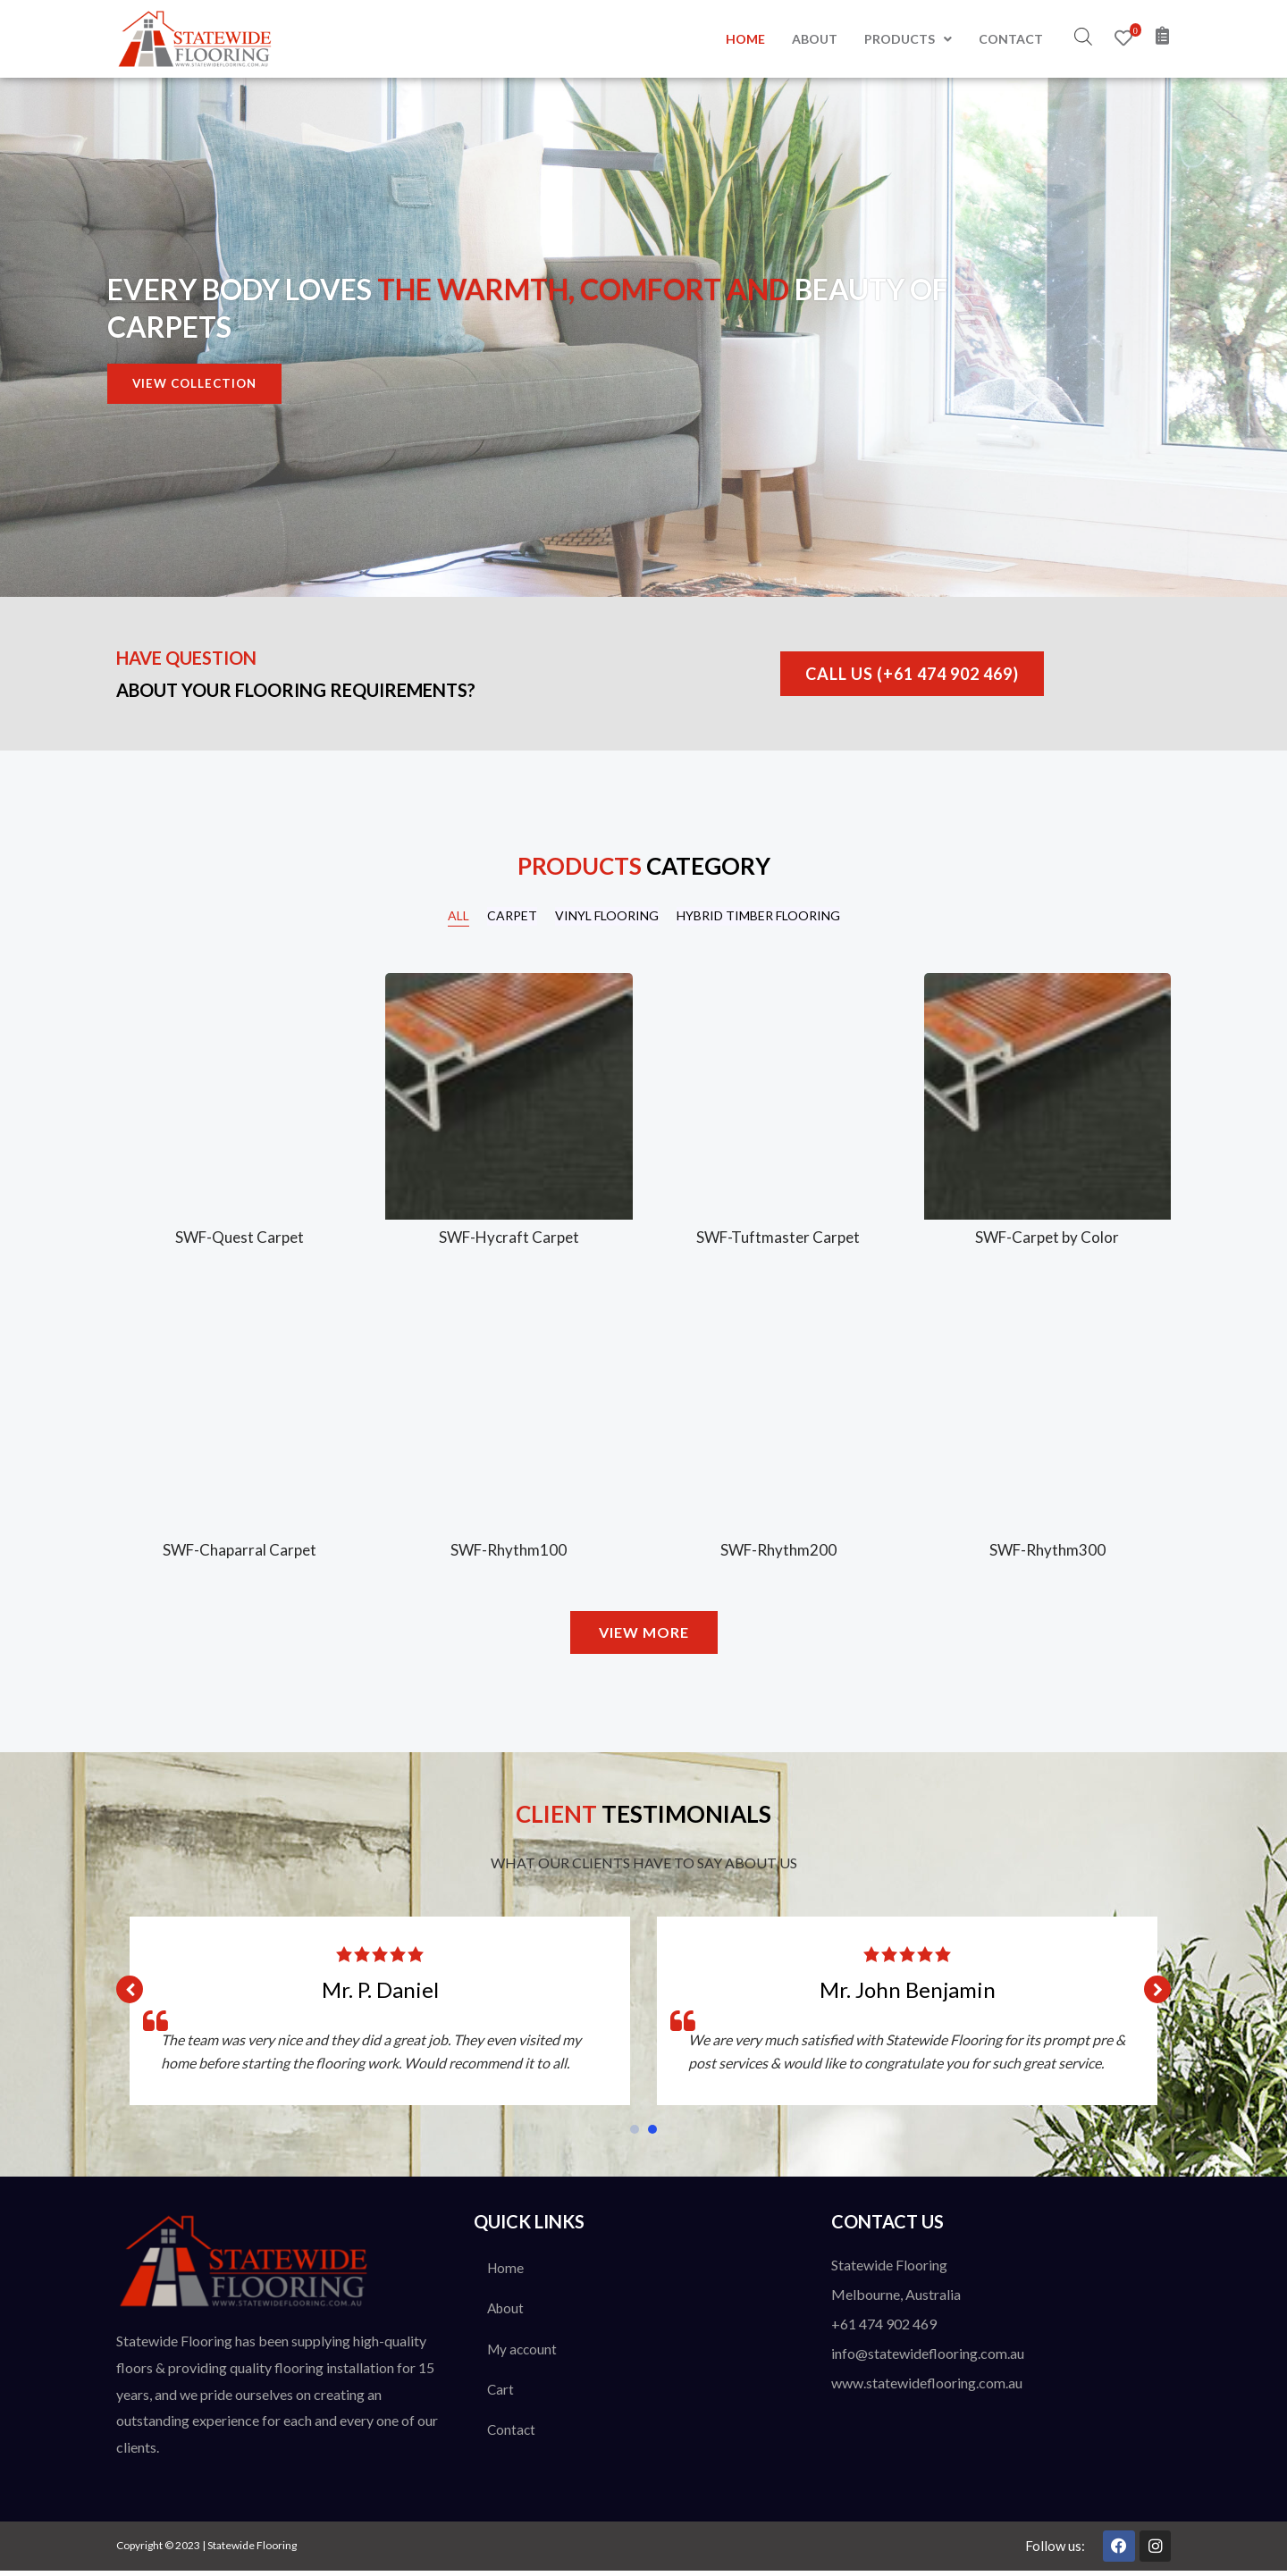 STATEWIDE
FLOORING
WWW.STATEWIDEFLOORING.COM.AU
HOME ABOUT PRODUCTS CONTACT 0
EVERY BODY LOVES THE WARMTH, COMFORT AND BEAUTY OF
CARPETS
VIEW COLLECTION
HAVE QUESTION
ABOUT YOUR FLOORING REQUIREMENTS?
CALL US (+61 474 902 469)
PRODUCTS CATEGORY
ALL CARPET VINYL FLOORING HYBRID TIMBER FLOORING
SWF-Quest Carpet
SWF-Hycraft Carpet
SWF-Tuftmaster Carpet
SWF-Carpet by Color
SWF-Chaparral Carpet
SWF-Rhythm100
SWF-Rhythm200
SWF-Rhythm300
VIEW MORE
CLIENT TESTIMONIALS
WHAT OUR CLIENTS HAVE TO SAY ABOUT US
Mr. P. Daniel
The team was very nice and they did a great job. They even visited my
home before starting the flooring work. Would recommend it to all.
Mr. John Benjamin
We are very much satisfied with Statewide Flooring for its prompt pre &
post services & would like to congratulate you for such great service.
STATEWIDE
FLOORING
WWW.STATEWIDEFLOORING.COM.AU
Statewide Flooring has been supplying high-quality
floors & providing quality flooring installation for 15
years, and we pride ourselves on creating an
outstanding experience for each and every one of our
clients.
QUICK LINKS
Home
About
My account
Cart
Contact
CONTACT US
Statewide Flooring
Melbourne, Australia
+61 474 902 469
info@statewideflooring.com.au
www.statewideflooring.com.au
Copyright © 2023 | Statewide Flooring
Follow us: